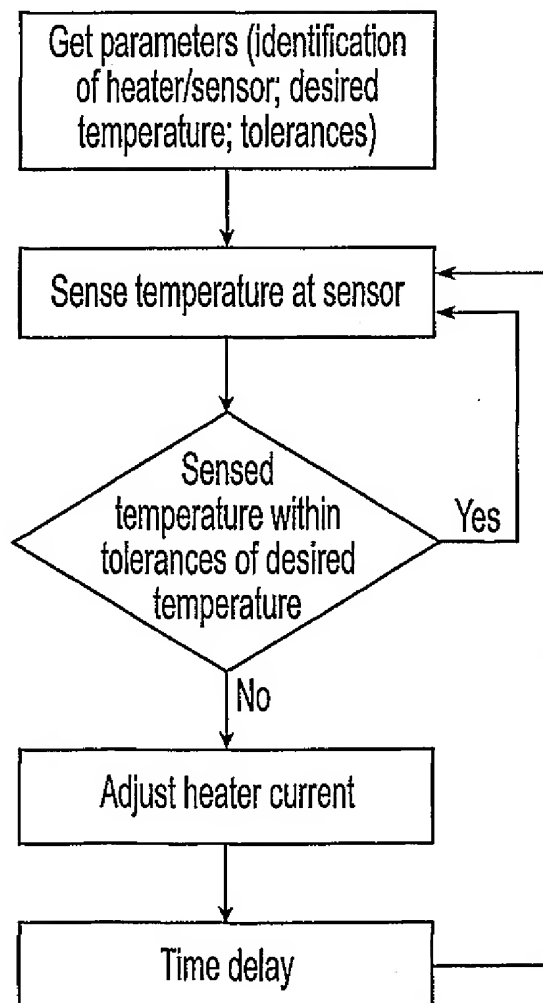 Get parameters (identification
of heater/sensor; desired
temperature; tolerances)
Sense temperature at sensor
Sensed
temperature within
tolerances of desired
temperature
Yes
No
Adjust heater current
Time delay